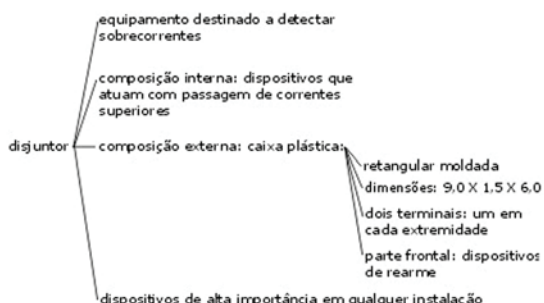 equipamento destinado a detectar
sobrecorrentes
composição interna: dispositivos que
atuam com passagem de correntes
superiores
disjuntor
composição externa: caixa plástica:
retangular moldada
dimensões: 9,0 X 1,5 X 6,0
dois terminais: um em
cada extremidade
parte frontal: dispositivos
de rearme
dispositivos de alta importância em qualquer instalação